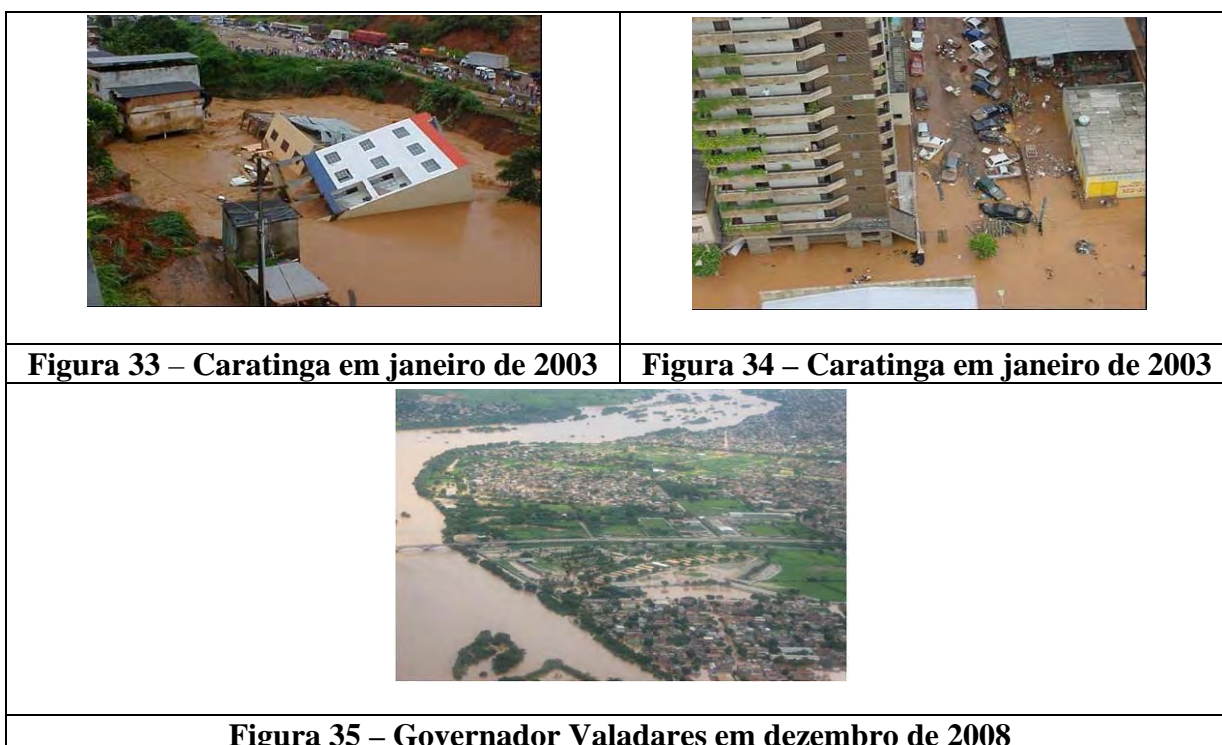 Figura 33 – Caratinga em janeiro de 2003
Figura 34 – Caratinga em janeiro de 2003
Figura 35 – Governador Valadares em dezembro de 2008